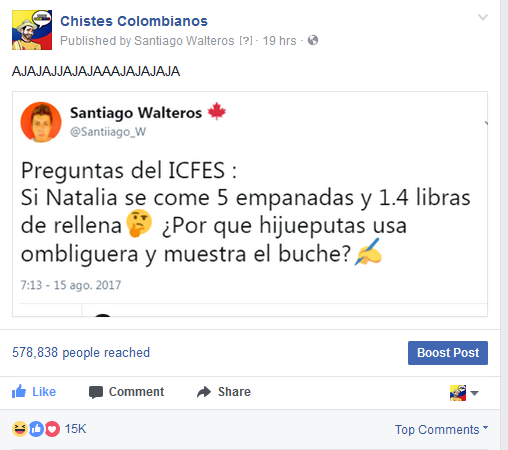 Chistes Colombianos
Published by Santiago Walteros [?] · 19 hrs ·
AJAJAJJAJAJAAAJAJAJAJA
Santiago Walteros 🍁
@Santiiago_W
Preguntas del ICFES :
Si Natalia se come 5 empanadas y 1.4 libras
de rellena🤔 ¿Por que hijueputas usa
ombliguera y muestra el buche?✍
7:13 - 15 ago. 2017
578,838 people reached
Boost Post
Like Comment Share
15K
Top Comments